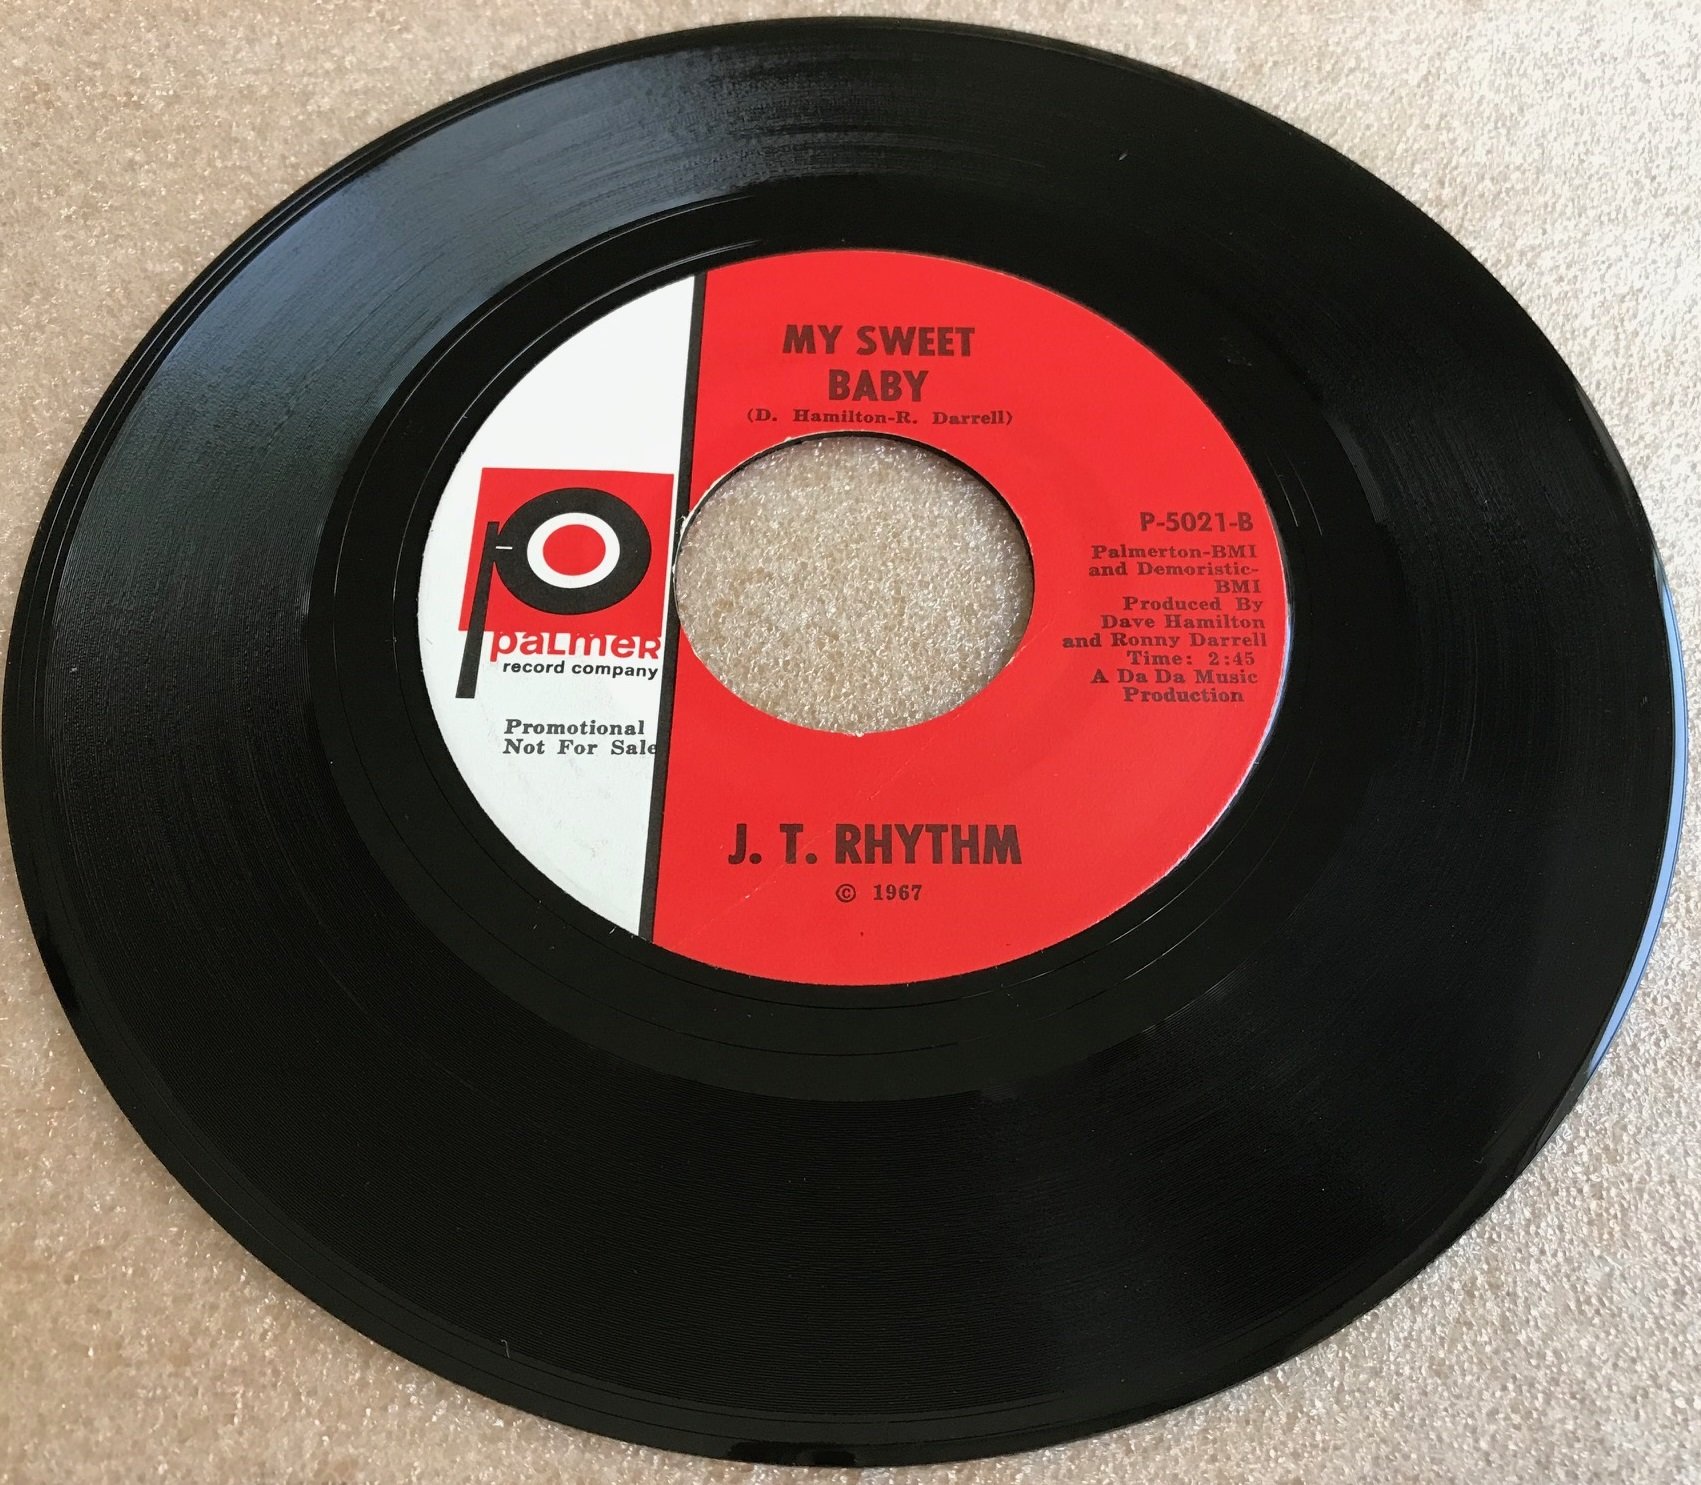 MY SWEET
BABY
(D. Hamilton-R. Darrell)
P-5021-B
Palmerton-BMI
and Demoristic-
BMI
Produced By
Dave Hamilton
and Ronny Darrell
Time: 2:45
A Da Da Music
Production
palmer
record company
Promotional
Not For Sale
J. T. RHYTHM
© 1967